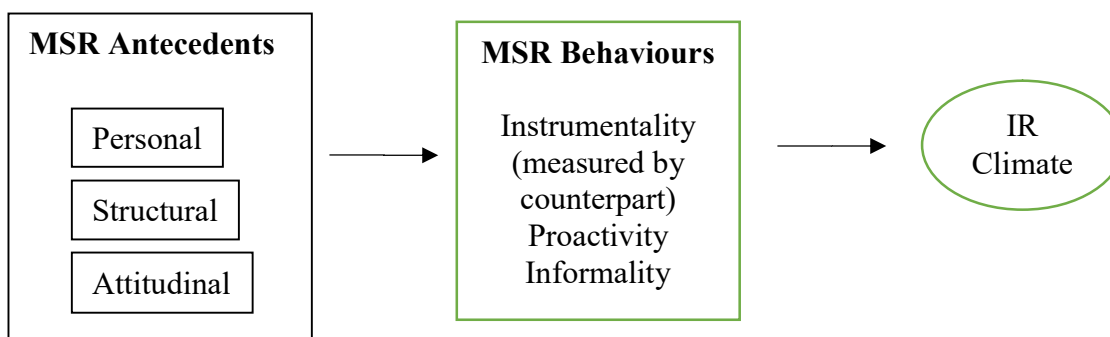 MSR Antecedents
Personal
Structural
Attitudinal
MSR Behaviours
Instrumentality
(measured by
counterpart)
Proactivity
Informality
IR
Climate